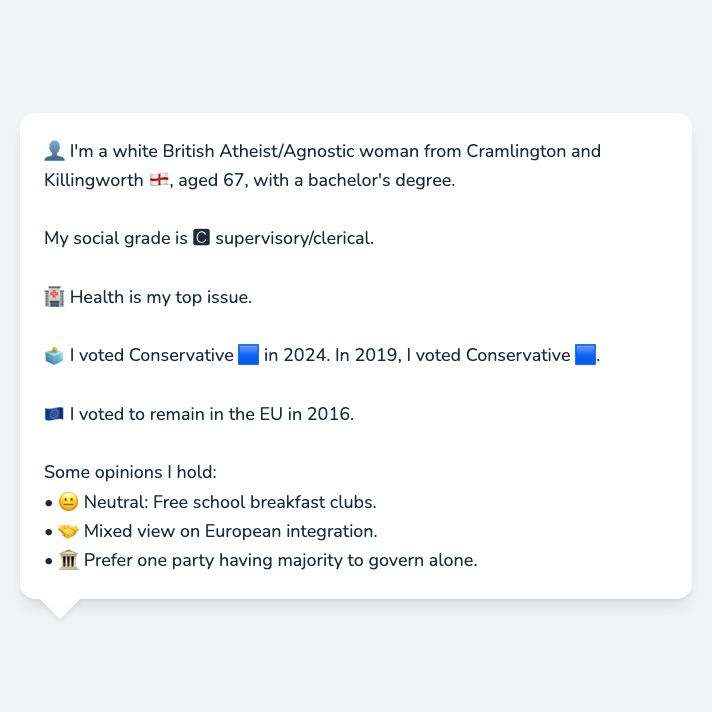 👤 I'm a white British Atheist/Agnostic woman from Cramlington and
Killingworth 🏴󠁧󠁢󠁥󠁮󠁧󠁿, aged 67, with a bachelor's degree.
My social grade is 🅲 supervisory/clerical.
🏥 Health is my top issue.
🗳️ I voted Conservative 🟦 in 2024. In 2019, I voted Conservative 🟦.
🇪🇺 I voted to remain in the EU in 2016.
Some opinions I hold:
• 😐 Neutral: Free school breakfast clubs.
• 🤝 Mixed view on European integration.
• 🏛️ Prefer one party having majority to govern alone.